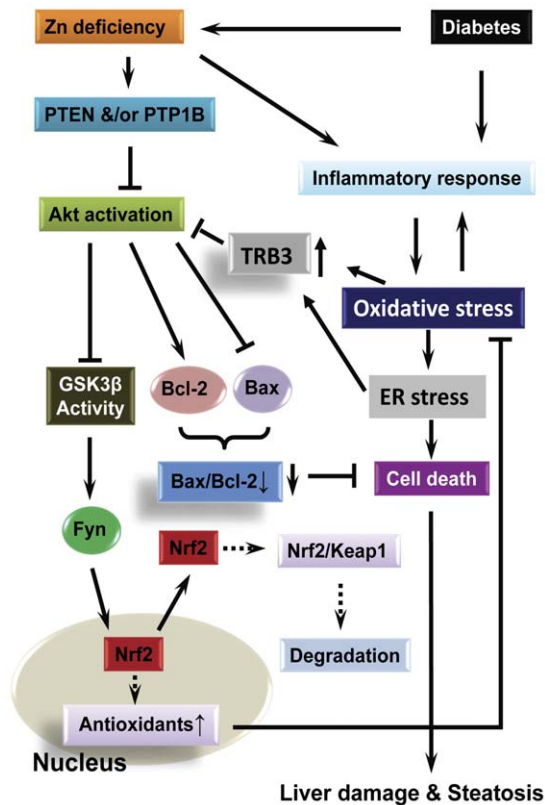 Zn deficiency
Diabetes
PTEN &/or PTP1B
Inflammatory response
Akt activation
TRB3
Oxidative stress
GSK3β
Activity
Bcl-2
Bax
ER stress
Bax/Bcl-2↓
Cell death
Fyn
Nrf2
Nrf2/Keap1
Nrf2
Degradation
Antioxidants↑
Nucleus
Liver damage & Steatosis